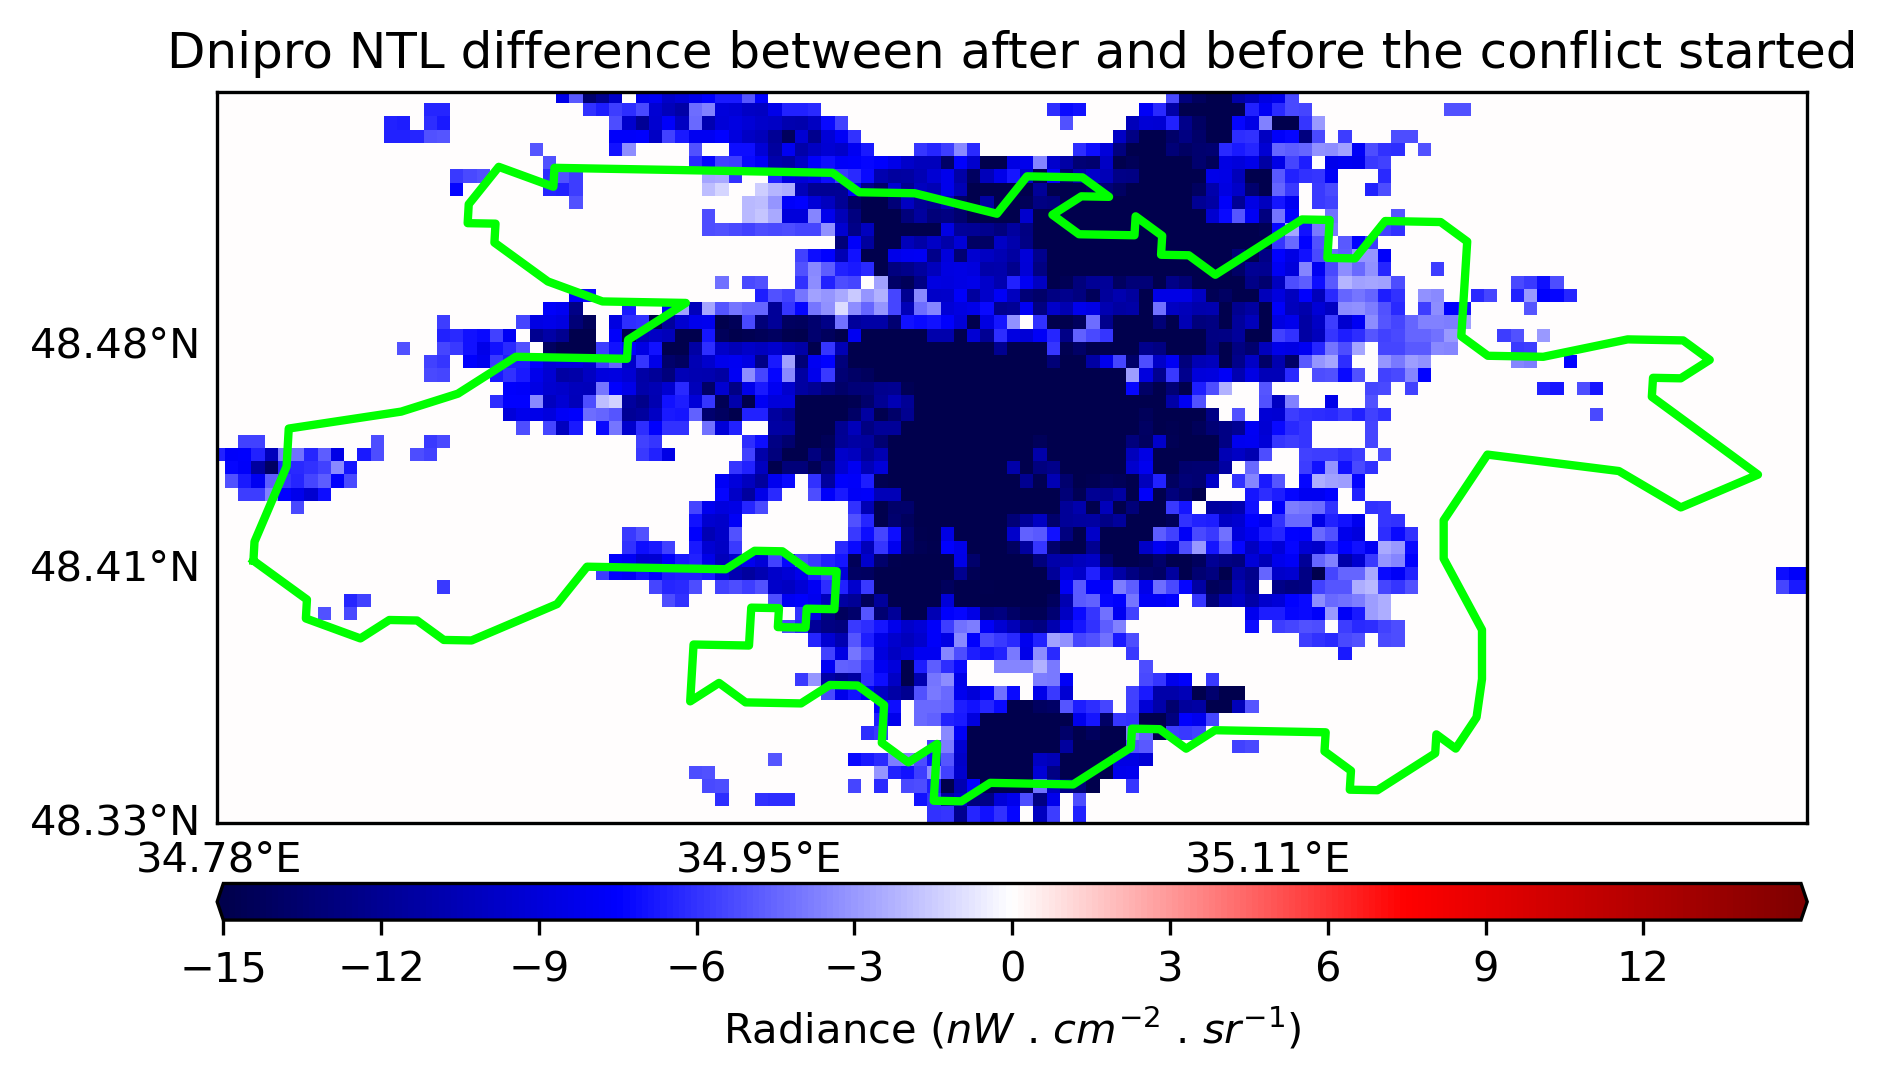 Dnipro NTL difference between after and before the conflict started
48.48°N
48.41°N
48.33°N
34.78°E 34.95°E 35.11°E
−15 −12 −9 −6 −3 0 3 6 9 12
Radiance (nW . cm⁻² . sr⁻¹)